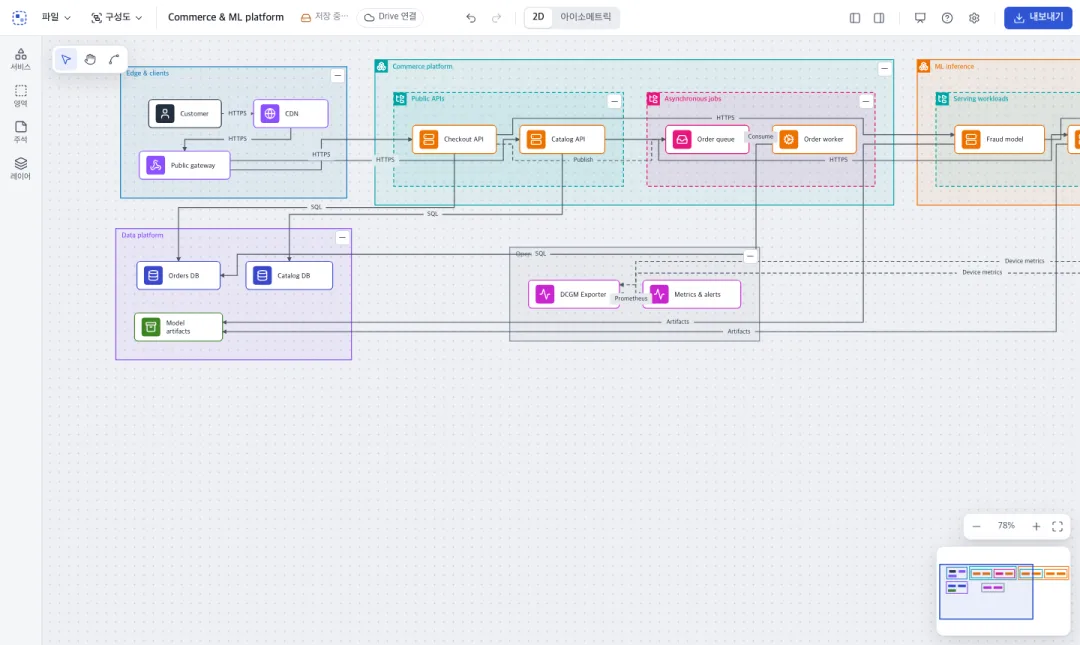 파일
구성도
Commerce & ML platform
저장 중…
Drive 연결
2D
아이소메트릭
내보내기
서비스
영역
주석
레이어
Edge & clients
Customer
HTTPS
CDN
HTTPS
HTTPS
Public gateway
HTTPS
Commerce platform
Public APIs
Checkout API
Catalog API
Publish
Asynchronous jobs
HTTPS
Order queue
Consume
Order worker
HTTPS
ML inference
Serving workloads
Fraud model
SQL
SQL
Data platform
Orders DB
Catalog DB
Model
artifacts
SQL
DCGM Exporter
Prometheus
Metrics & alerts
Device metrics
Device metrics
Artifacts
Artifacts
78%